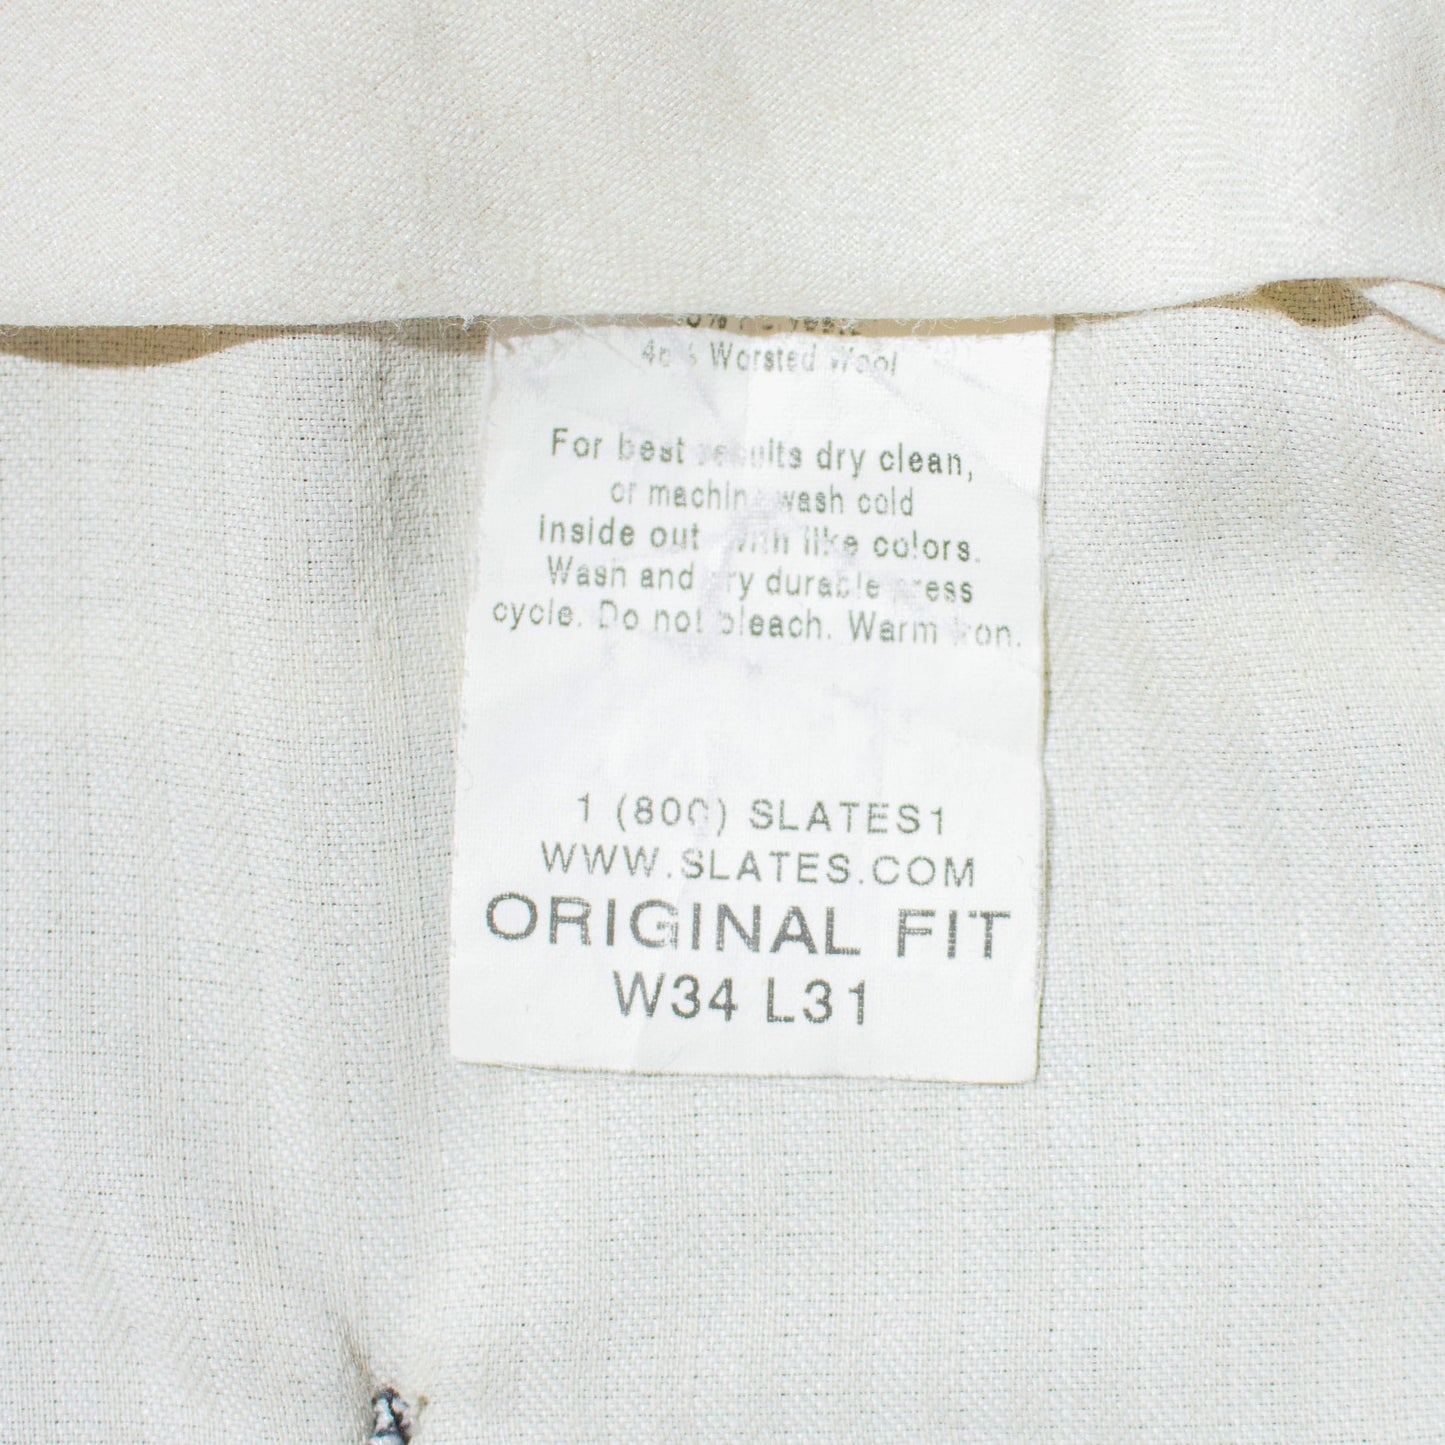 Worsted Wool
For best results dry clean,
or machine wash cold
inside out with like colors.
Wash and dry durable press
cycle. Do not bleach. Warm iron.
1 (800) SLATES1
WWW.SLATES.COM
ORIGINAL FIT
W34 L31